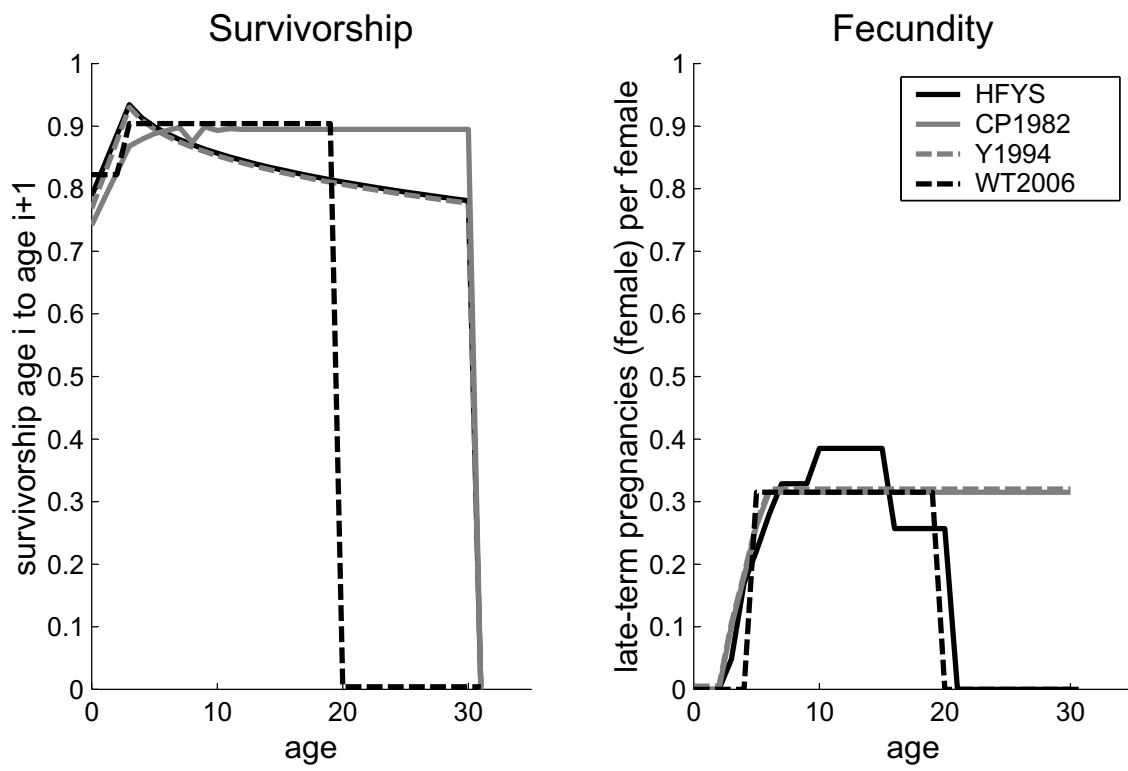 Survivorship
survivorship age i to age i+1
1
0.9
0.8
0.7
0.6
0.5
0.4
0.3
0.2
0.1
0
0 10 20 30
age
Fecundity
late-term pregnancies (female) per female
1
0.9
0.8
0.7
0.6
0.5
0.4
0.3
0.2
0.1
0
0 10 20 30
age
HFYS
CP1982
Y1994
WT2006